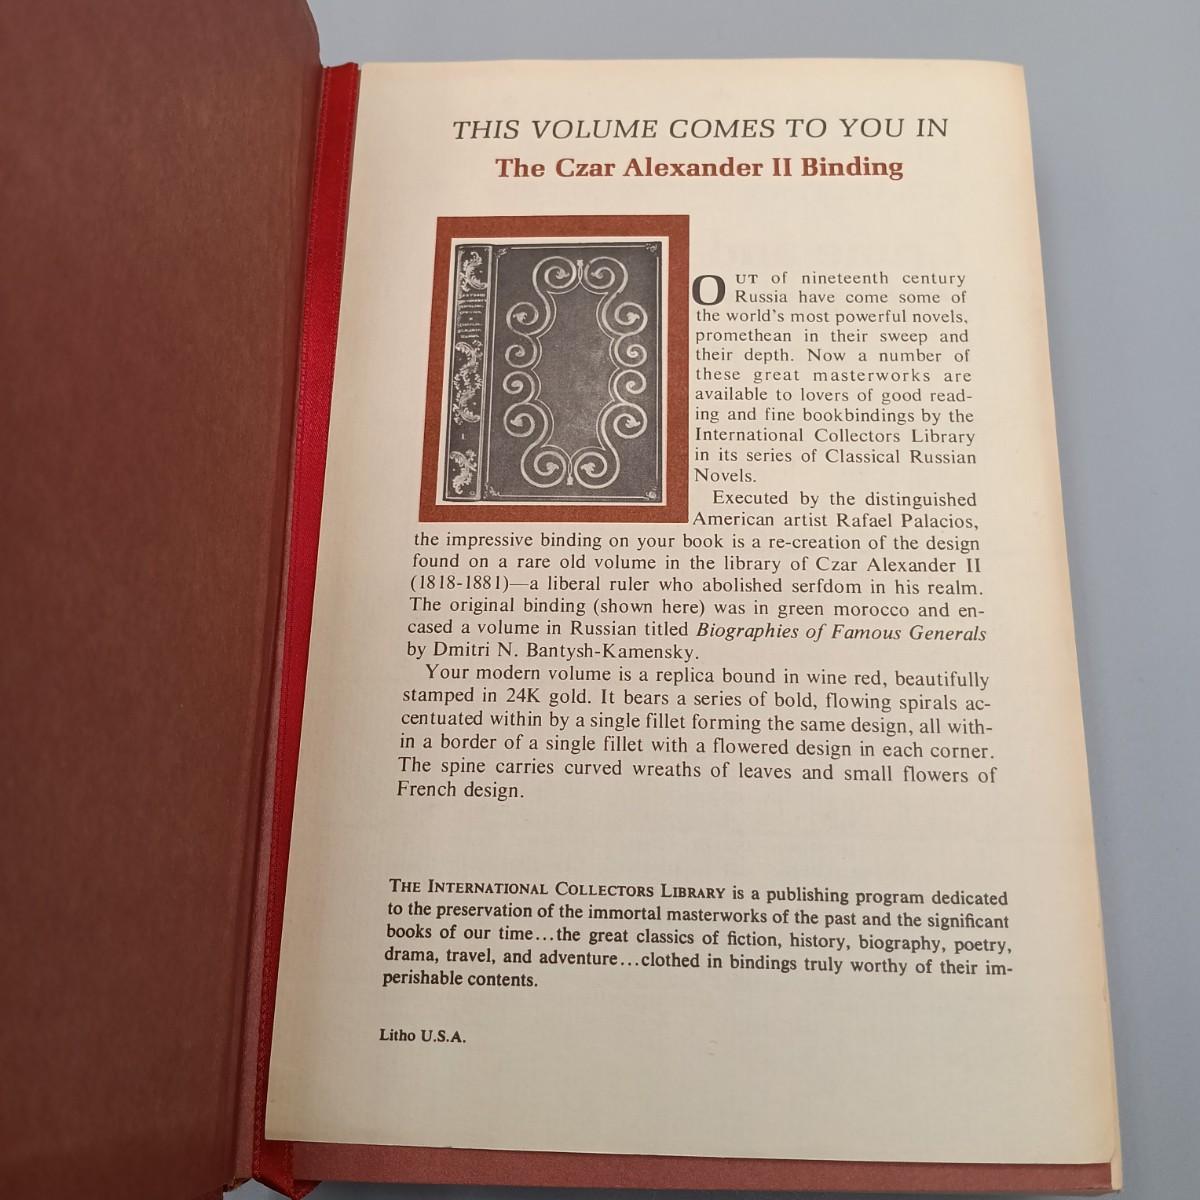 THIS VOLUME COMES TO YOU IN
The Czar Alexander II Binding
OUT of nineteenth century
Russia have come some of
the world's most powerful novels,
promethean in their sweep and
their depth. Now a number of
these great masterworks are
available to lovers of good read-
ing and fine bookbindings by the
International Collectors Library
in its series of Classical Russian
Novels.
Executed by the distinguished
American artist Rafael Palacios,
the impressive binding on your book is a re-creation of the design
found on a rare old volume in the library of Czar Alexander II
(1818-1881)—a liberal ruler who abolished serfdom in his realm.
The original binding (shown here) was in green morocco and en-
cased a volume in Russian titled Biographies of Famous Generals
by Dmitri N. Bantysh-Kamensky.
Your modern volume is a replica bound in wine red, beautifully
stamped in 24K gold. It bears a series of bold, flowing spirals ac-
centuated within by a single fillet forming the same design, all with-
in a border of a single fillet with a flowered design in each corner.
The spine carries curved wreaths of leaves and small flowers of
French design.
THE INTERNATIONAL COLLECTORS LIBRARY is a publishing program dedicated
to the preservation of the immortal masterworks of the past and the significant
books of our time...the great classics of fiction, history, biography, poetry,
drama, travel, and adventure...clothed in bindings truly worthy of their im-
perishable contents.
Litho U.S.A.